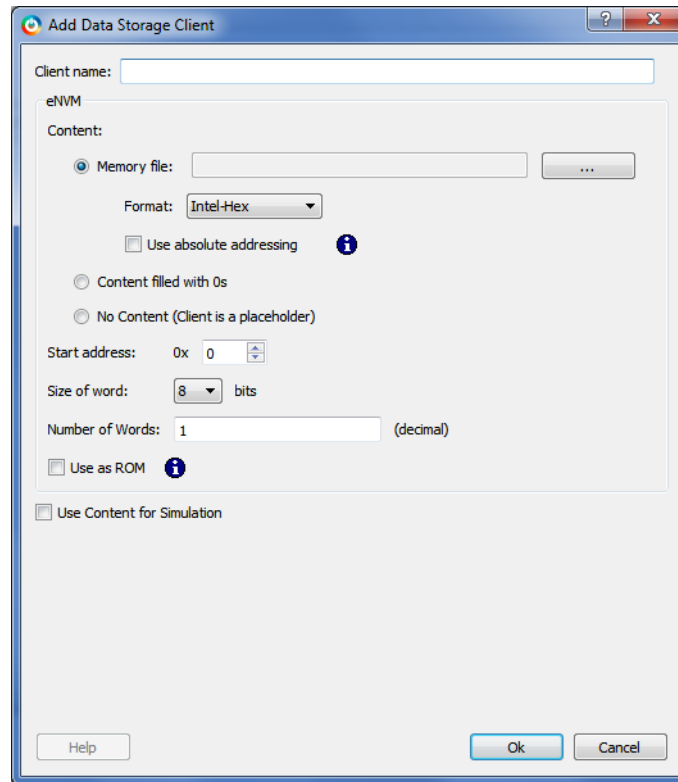 Add Data Storage Client
Client name:
eNVM
Content:
Memory file:
...
Format: Intel-Hex
Use absolute addressing
Content filled with 0s
No Content (Client is a placeholder)
Start address: 0x 0
Size of word: 8 bits
Number of Words: 1 (decimal)
Use as ROM
Use Content for Simulation
Help Ok Cancel